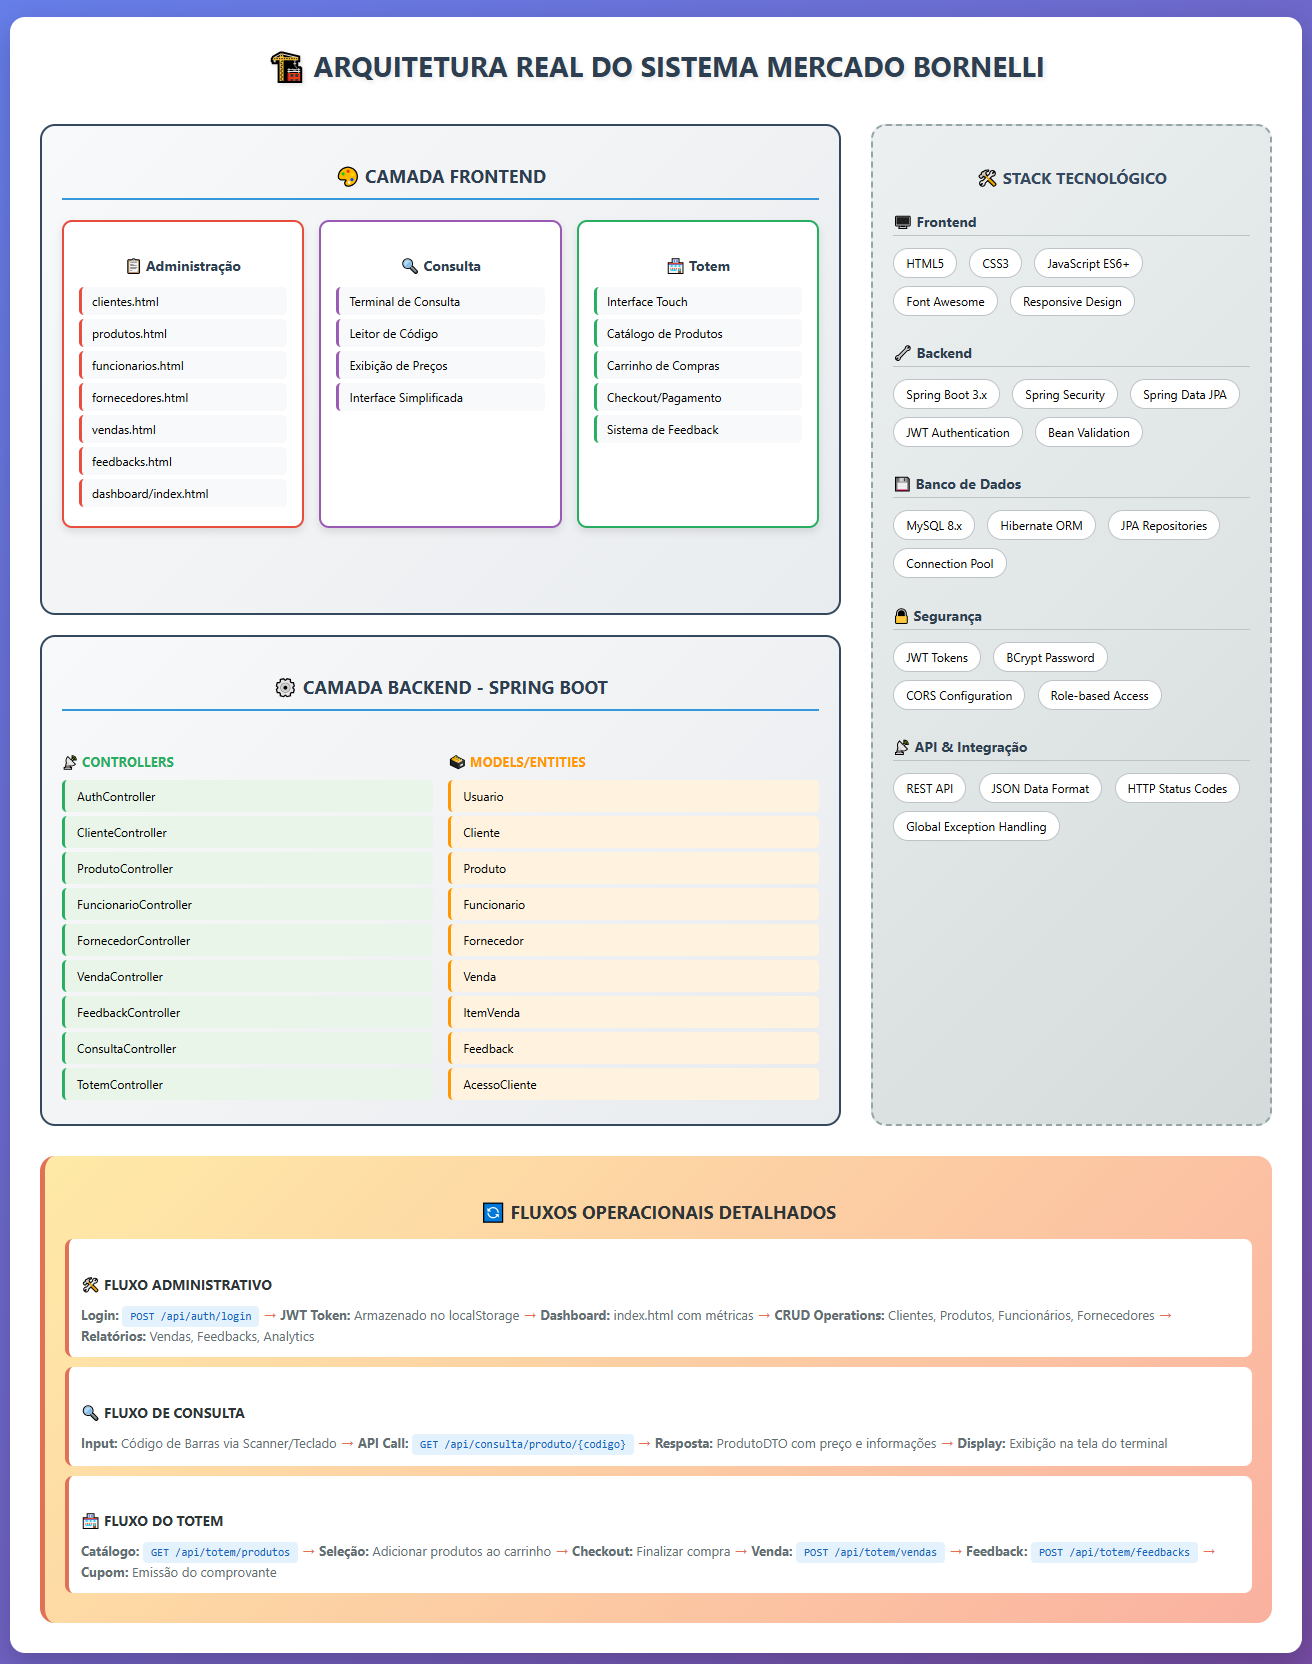 🏗️ ARQUITETURA REAL DO SISTEMA MERCADO BORNELLI
🎨 CAMADA FRONTEND
📋 Administração
clientes.html
produtos.html
funcionarios.html
fornecedores.html
vendas.html
feedbacks.html
dashboard/index.html
🔍 Consulta
Terminal de Consulta
Leitor de Código
Exibição de Preços
Interface Simplificada
🏪 Totem
Interface Touch
Catálogo de Produtos
Carrinho de Compras
Checkout/Pagamento
Sistema de Feedback
⚙️ CAMADA BACKEND - SPRING BOOT
📡 CONTROLLERS
AuthController
ClienteController
ProdutoController
FuncionarioController
FornecedorController
VendaController
FeedbackController
ConsultaController
TotemController
🗃️ MODELS/ENTITIES
Usuario
Cliente
Produto
Funcionario
Fornecedor
Venda
ItemVenda
Feedback
AcessoCliente
🛠️ STACK TECNOLÓGICO
🖥️ Frontend
HTML5 CSS3 JavaScript ES6+
Font Awesome Responsive Design
🔧 Backend
Spring Boot 3.x Spring Security Spring Data JPA
JWT Authentication Bean Validation
💾 Banco de Dados
MySQL 8.x Hibernate ORM JPA Repositories
Connection Pool
🔒 Segurança
JWT Tokens BCrypt Password
CORS Configuration Role-based Access
📡 API & Integração
REST API JSON Data Format HTTP Status Codes
Global Exception Handling
🔄 FLUXOS OPERACIONAIS DETALHADOS
🛠️ FLUXO ADMINISTRATIVO
Login: POST /api/auth/login → JWT Token: Armazenado no localStorage → Dashboard: index.html com métricas → CRUD Operations: Clientes, Produtos, Funcionários, Fornecedores →
Relatórios: Vendas, Feedbacks, Analytics
🔍 FLUXO DE CONSULTA
Input: Código de Barras via Scanner/Teclado → API Call: GET /api/consulta/produto/{codigo} → Resposta: ProdutoDTO com preço e informações → Display: Exibição na tela do terminal
🏪 FLUXO DO TOTEM
Catálogo: GET /api/totem/produtos → Seleção: Adicionar produtos ao carrinho → Checkout: Finalizar compra → Venda: POST /api/totem/vendas → Feedback: POST /api/totem/feedbacks →
Cupom: Emissão do comprovante